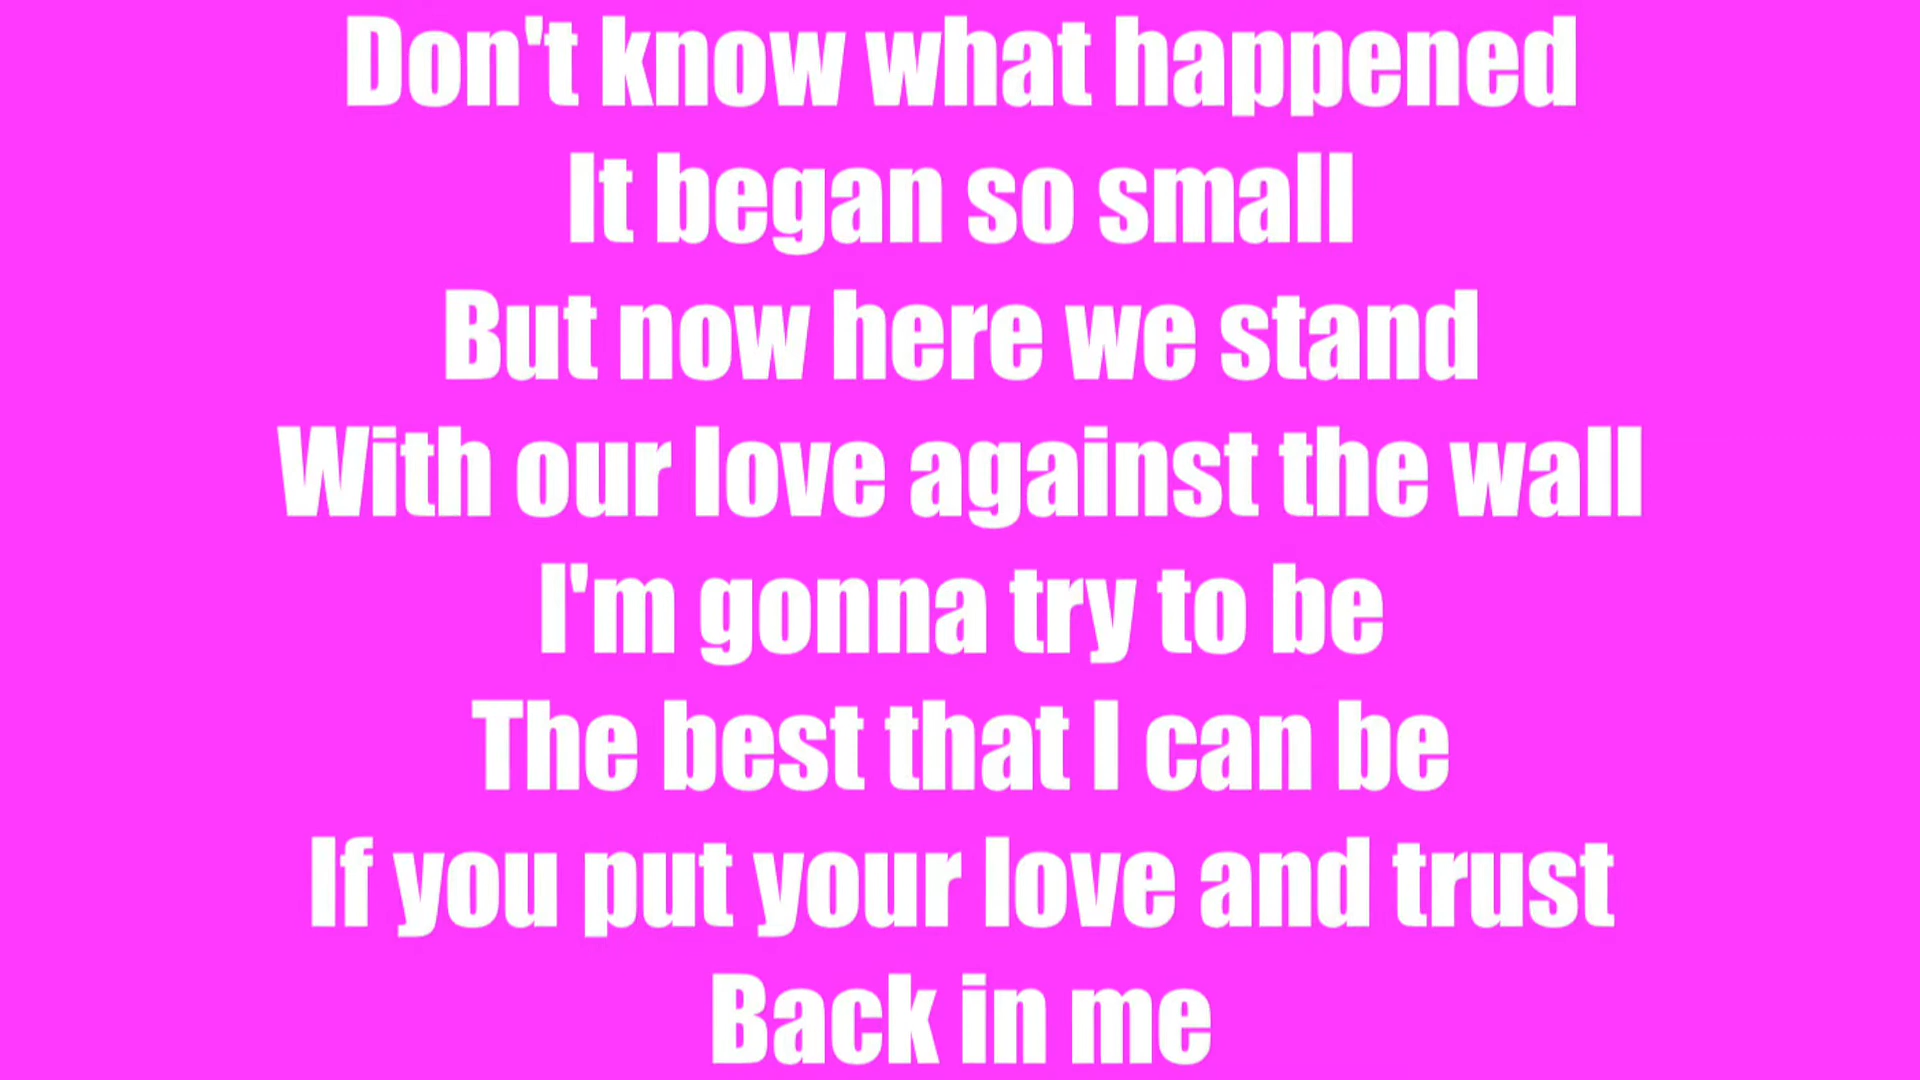 Don't know what happened
It began so small
But now here we stand
With our love against the wall
I'm gonna try to be
The best that I can be
If you put your love and trust
Back in me